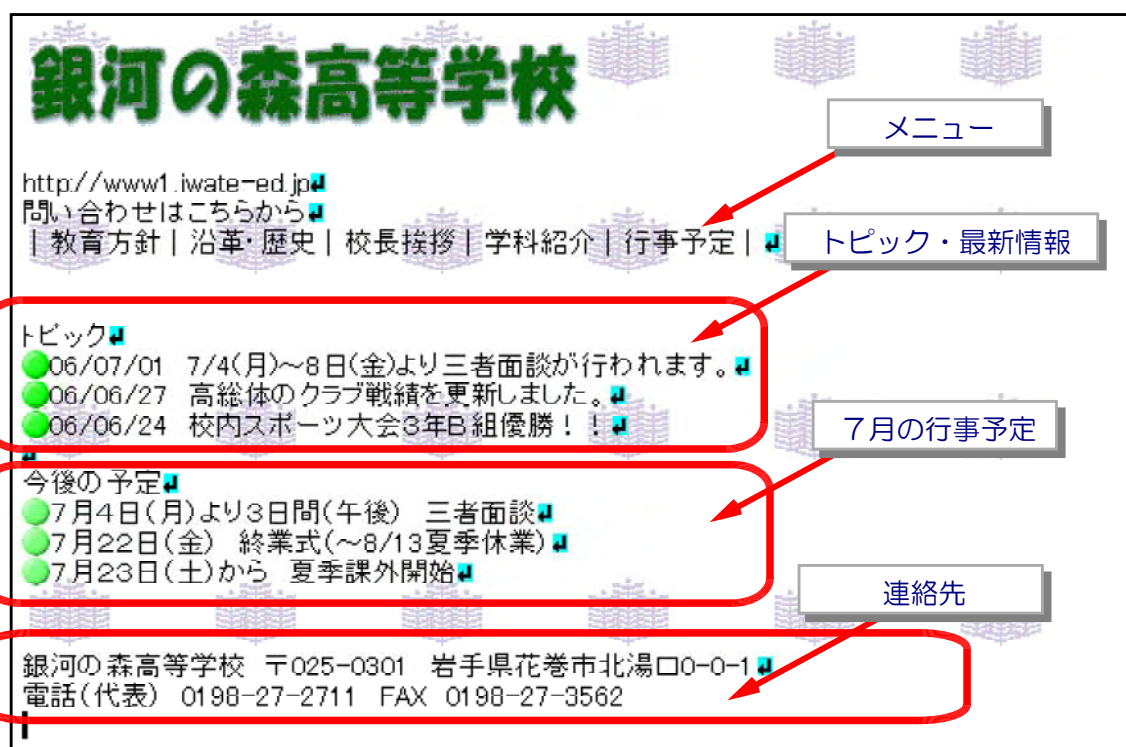 銀河の森高等学校
メニュー
http://www1.iwate-ed.jp
問い合わせはこちらから
｜教育方針｜沿革・歴史｜校長挨拶｜学科紹介｜行事予定｜
トピック・最新情報
トピック
06/07/01 7/4(月)～8日(金)より三者面談が行われます。
06/06/27 高総体のクラブ戦績を更新しました。
06/06/24 校内スポーツ大会3年B組優勝！！
７月の行事予定
今後の予定
7月4日(月)より3日間(午後) 三者面談
7月22日(金) 終業式(～8/13夏季休業)
7月23日(土)から 夏季課外開始
連絡先
銀河の森高等学校 〒025-0301 岩手県花巻市北湯口0-0-1
電話(代表) 0198-27-2711 FAX 0198-27-3562